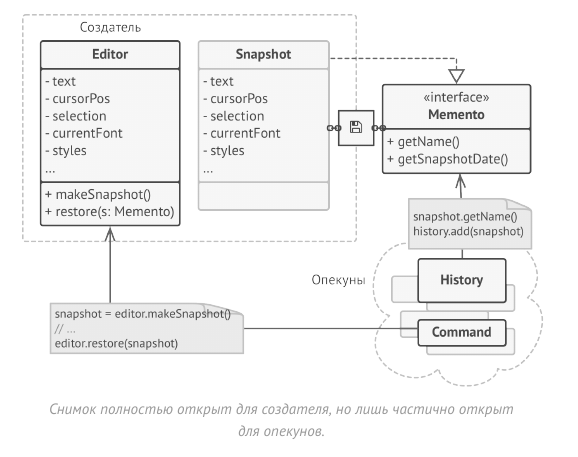 Создатель
Editor
- text
- cursorPos
- selection
- currentFont
- styles
...
+ makeSnapshot()
+ restore(s: Memento)
Snapshot
- text
- cursorPos
- selection
- currentFont
- styles
...
«interface»
Memento
+ getName()
+ getSnapshotDate()
snapshot.getName()
history.add(snapshot)
Опекуны
History
Command
snapshot = editor.makeSnapshot()
// ...
editor.restore(snapshot)
Снимок полностью открыт для создателя, но лишь частично открыт
для опекунов.